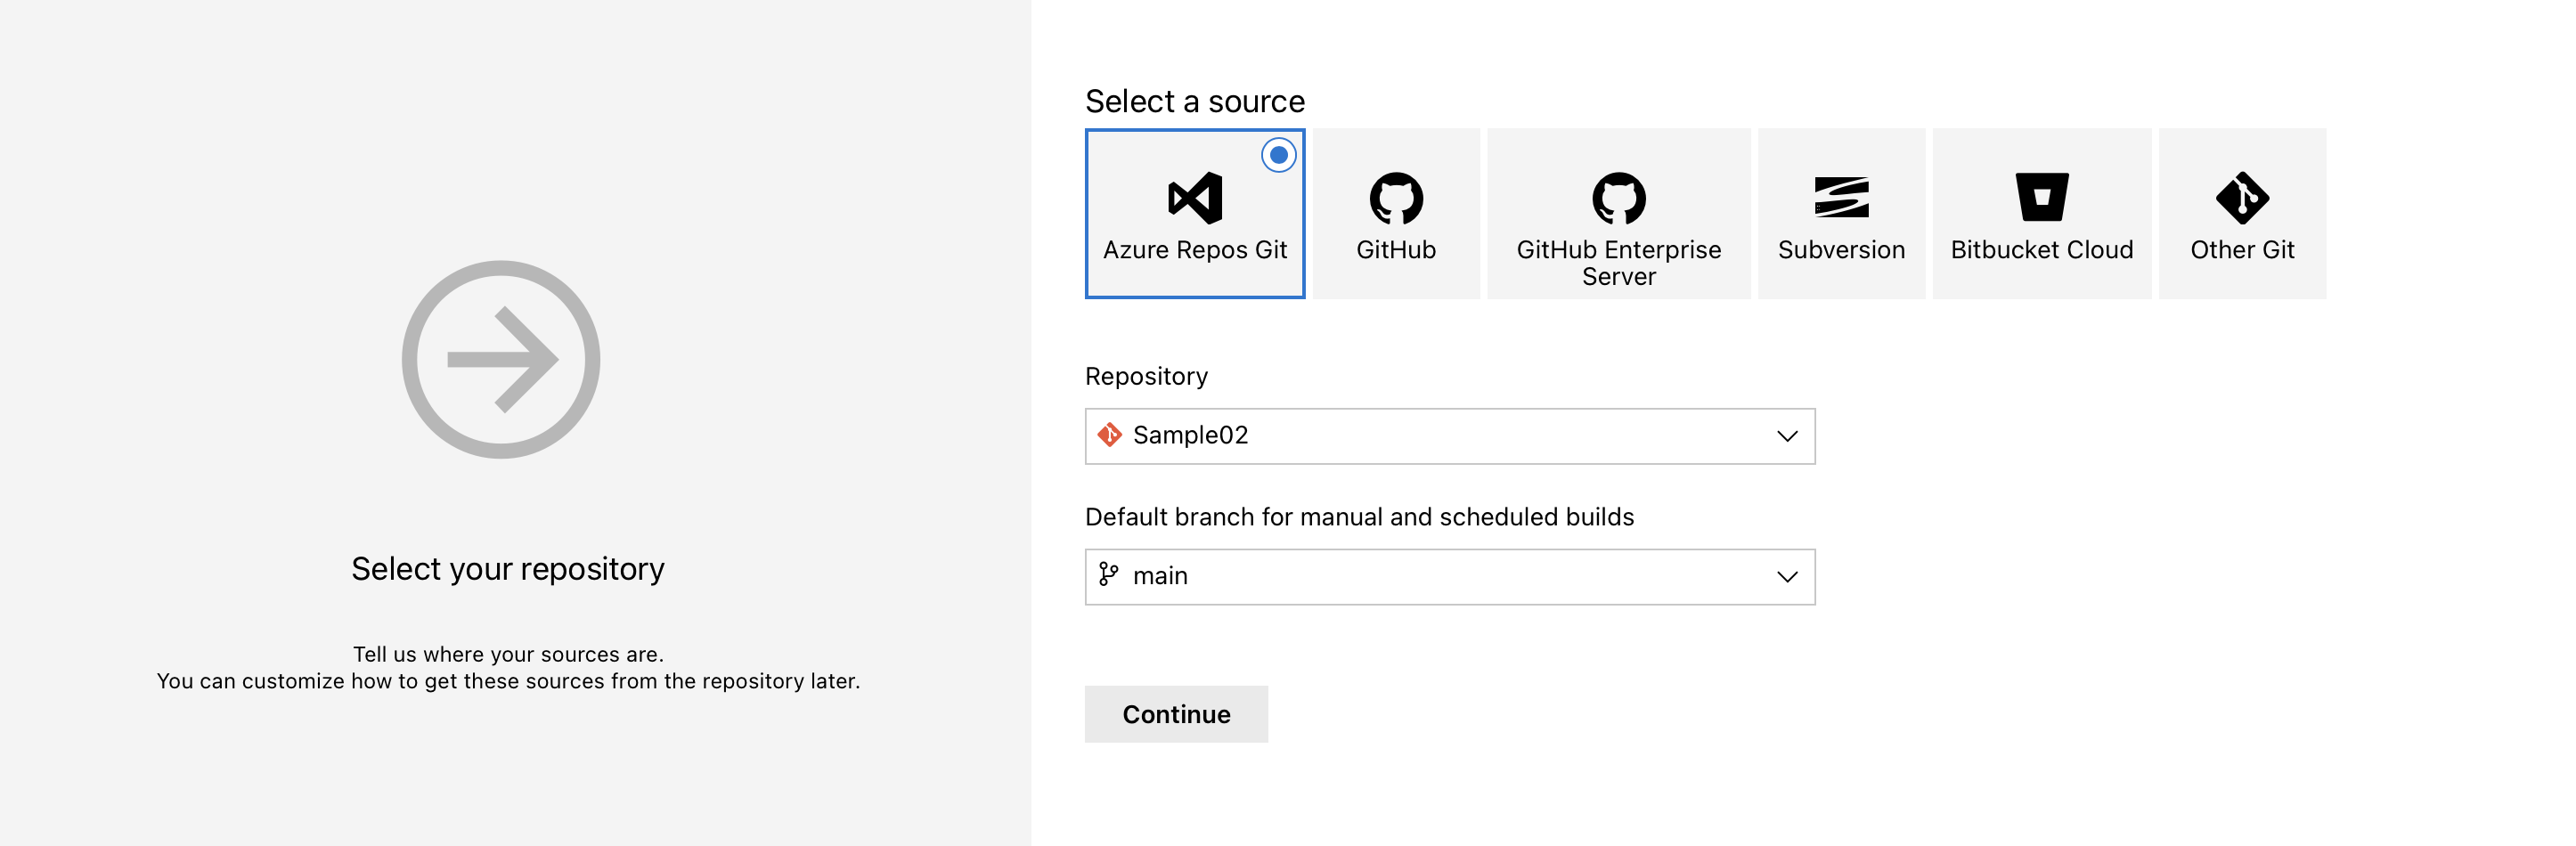 Select your repository
Tell us where your sources are.
You can customize how to get these sources from the repository later.
Select a source
Azure Repos Git
GitHub
GitHub Enterprise
Server
Subversion
Bitbucket Cloud
Other Git
Repository
Sample02
Default branch for manual and scheduled builds
main
Continue